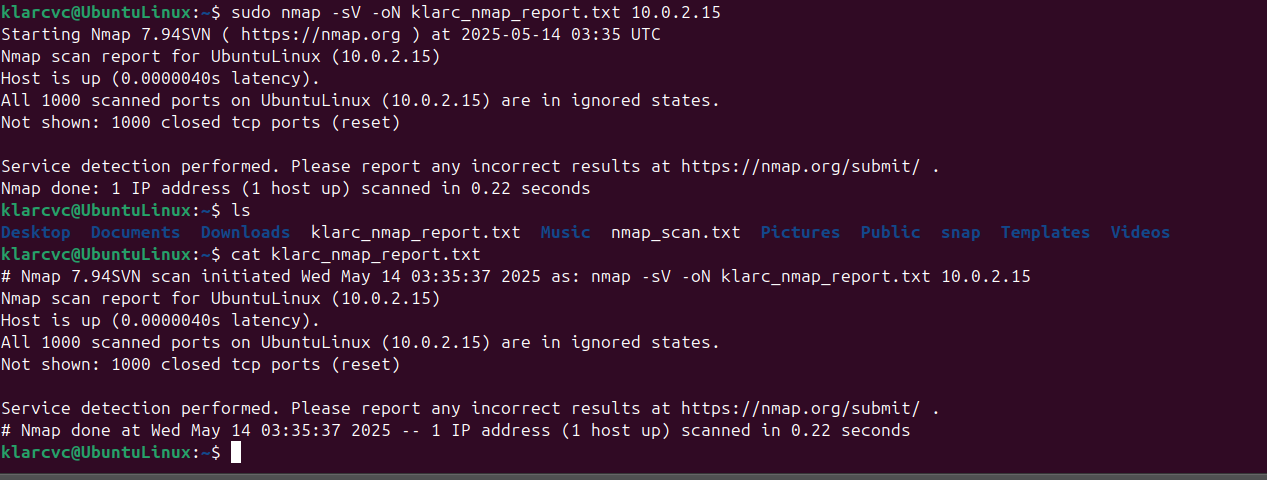 klarcvc@UbuntuLinux:~$ sudo nmap -sV -oN klarc_nmap_report.txt 10.0.2.15
Starting Nmap 7.94SVN ( https://nmap.org ) at 2025-05-14 03:35 UTC
Nmap scan report for UbuntuLinux (10.0.2.15)
Host is up (0.0000040s latency).
All 1000 scanned ports on UbuntuLinux (10.0.2.15) are in ignored states.
Not shown: 1000 closed tcp ports (reset)

Service detection performed. Please report any incorrect results at https://nmap.org/submit/ .
Nmap done: 1 IP address (1 host up) scanned in 0.22 seconds
klarcvc@UbuntuLinux:~$ ls
Desktop  Documents  Downloads  klarc_nmap_report.txt  Music  nmap_scan.txt  Pictures  Public  snap  Templates  Videos
klarcvc@UbuntuLinux:~$ cat klarc_nmap_report.txt
# Nmap 7.94SVN scan initiated Wed May 14 03:35:37 2025 as: nmap -sV -oN klarc_nmap_report.txt 10.0.2.15
Nmap scan report for UbuntuLinux (10.0.2.15)
Host is up (0.0000040s latency).
All 1000 scanned ports on UbuntuLinux (10.0.2.15) are in ignored states.
Not shown: 1000 closed tcp ports (reset)

Service detection performed. Please report any incorrect results at https://nmap.org/submit/ .
# Nmap done at Wed May 14 03:35:37 2025 -- 1 IP address (1 host up) scanned in 0.22 seconds
klarcvc@UbuntuLinux:~$